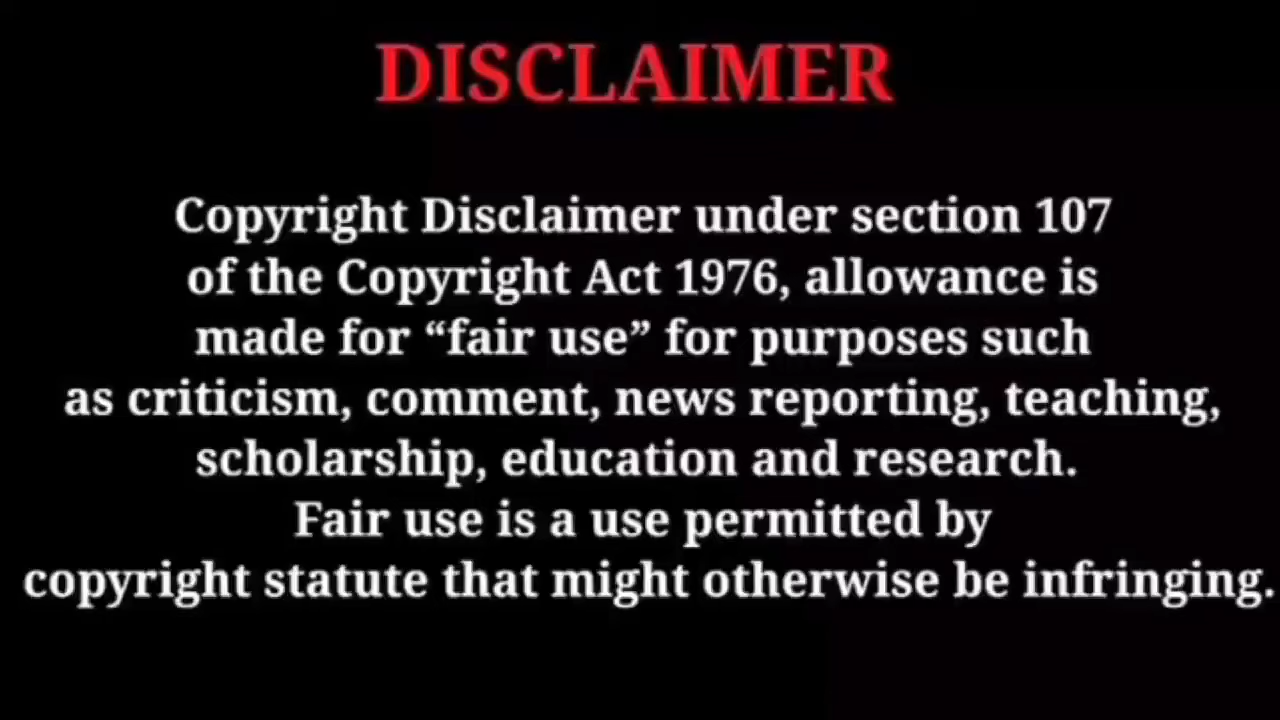 DISCLAIMER
Copyright Disclaimer under section 107
of the Copyright Act 1976, allowance is
made for “fair use” for purposes such
as criticism, comment, news reporting, teaching,
scholarship, education and research.
Fair use is a use permitted by
copyright statute that might otherwise be infringing.